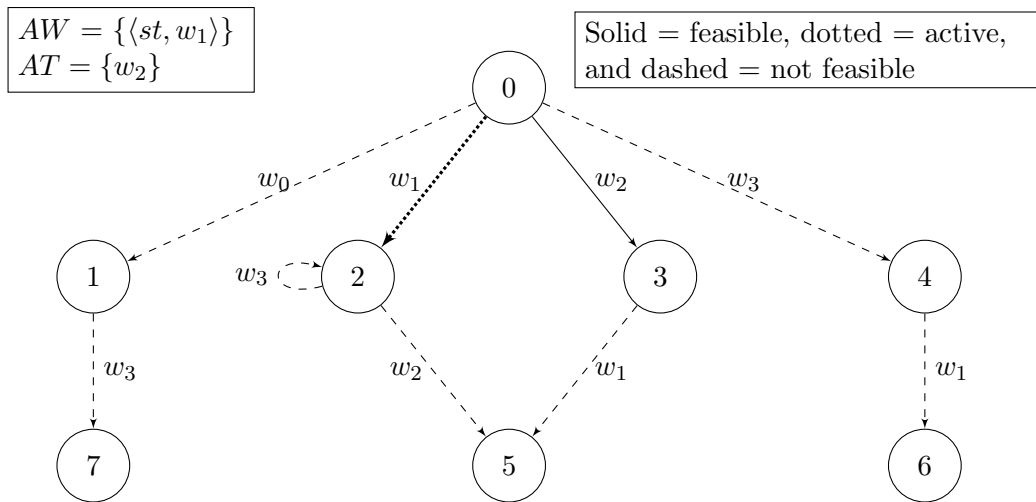 AW = {⟨st, w₁⟩}
AT = {w₂}
Solid = feasible, dotted = active,
and dashed = not feasible
0
w₀
w₁
w₂
w₃
1
w₃
2
3
4
w₃
w₂
w₁
w₁
7
5
6